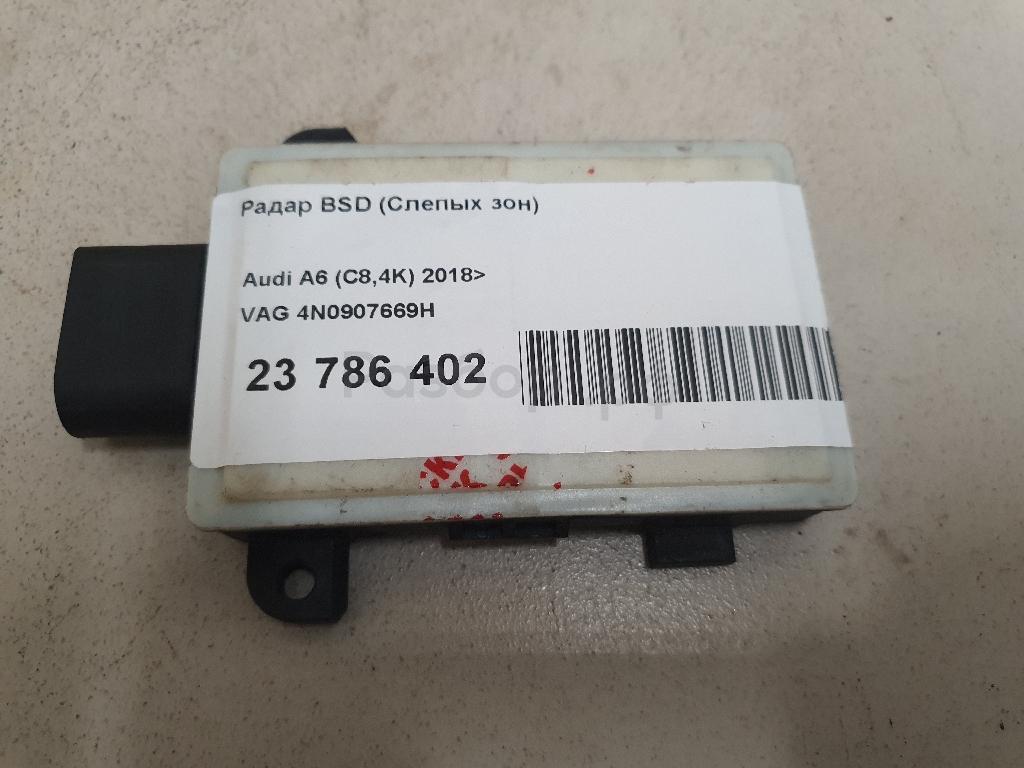 Радар BSD (Слепых зон)
Audi A6 (C8,4K) 2018>
VAG 4N0907669H
23 786 402